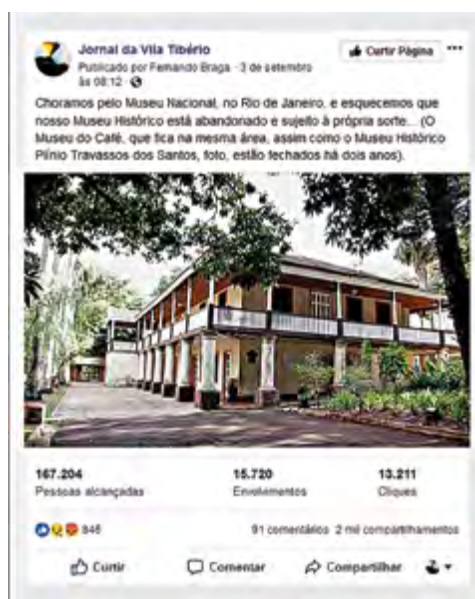 Jornal da Vila Tibério
Curtir Página
Publicado por Fernando Braga · 3 de setembro
às 08:12
Choramos pelo Museu Nacional, no Rio de Janeiro, e esquecemos que
nosso Museu Histórico está abandonado e sujeito à própria sorte... (O
Museu do Café, que fica na mesma área, assim como o Museu Histórico
Plínio Travassos dos Santos, foto, estão fechados há dois anos).
167.204 15.720 13.211
Pessoas alcançadas Envolvimentos Cliques
846 91 comentários 2 mil compartilhamentos
Curtir Comentar Compartilhar